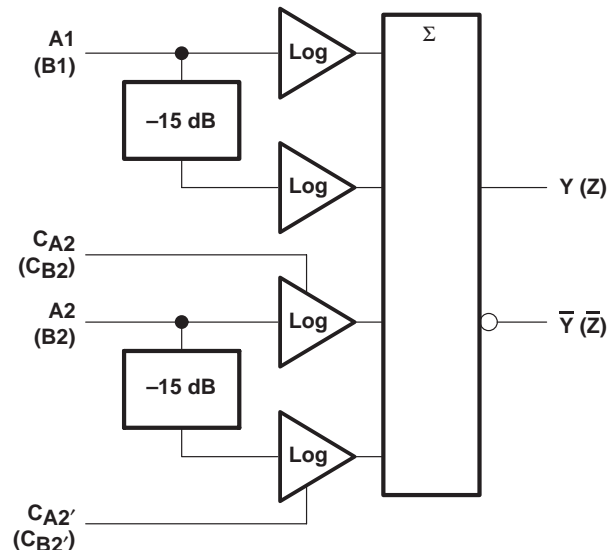 A1
(B1)
Log
Σ
–15 dB
Log
Y (Z)
CA2
(CB2)
A2
(B2)
Log
Y̅ (Z̅)
–15 dB
Log
CA2′
(CB2′)